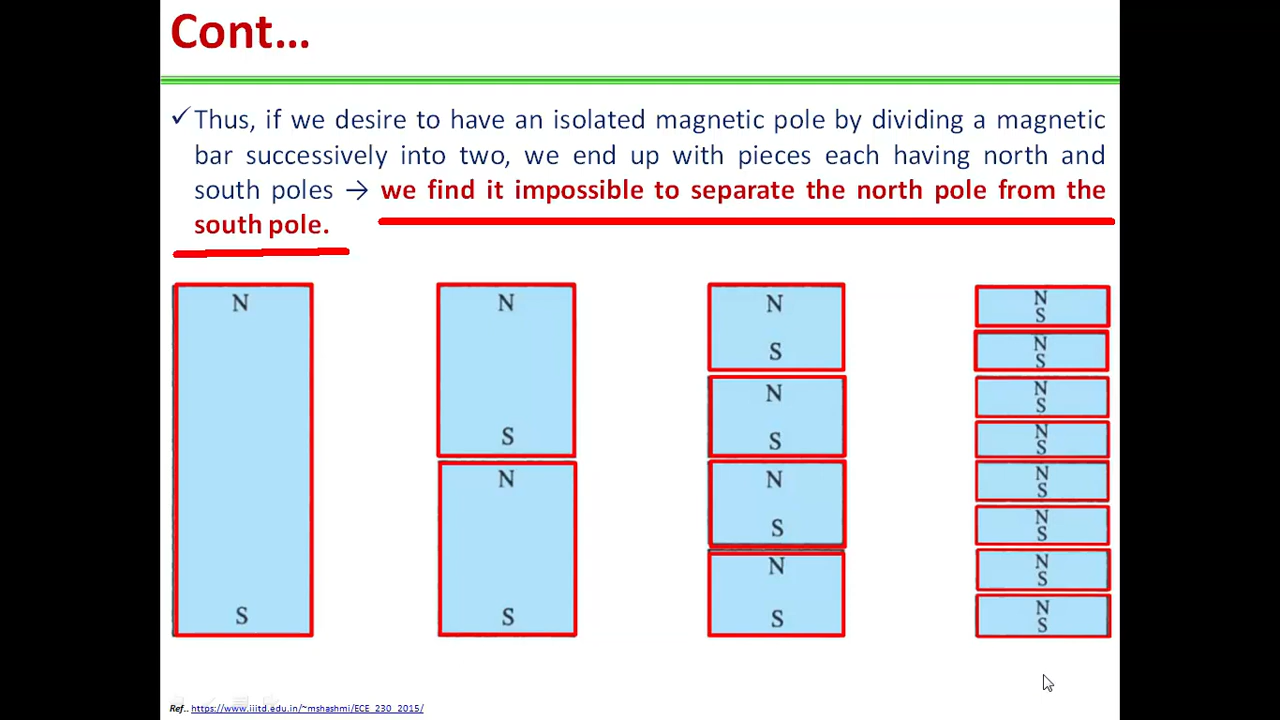 Cont…
✓Thus, if we desire to have an isolated magnetic pole by dividing a magnetic
bar successively into two, we end up with pieces each having north and
south poles → we find it impossible to separate the north pole from the
south pole.
N
S
N
S
N
S
N
S
N
S
N
S
N
S
N
S
N
S
N
S
N
S
N
S
N
S
N
S
N
S
Ref.. https://www.iiitd.edu.in/~mshashmi/ECE_230_2015/